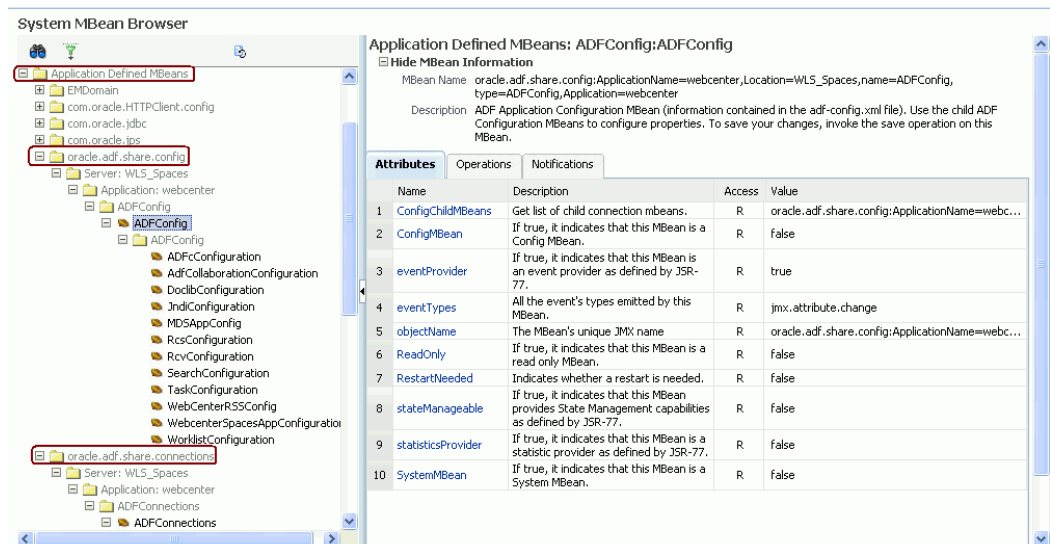 System MBean Browser
Application Defined MBeans
EMDomain
com.oracle.HTTPClient.config
com.oracle.jdbc
com.oracle.jps
oracle.adf.share.config
Server: WLS_Spaces
Application: webcenter
ADFConfig
ADFConfig
ADFConfig
ADFcConfiguration
AdfCollaborationConfiguration
DoclibConfiguration
JndiConfiguration
MDSAppConfig
RcsConfiguration
RcvConfiguration
SearchConfiguration
TaskConfiguration
WebCenterRSSConfig
WebcenterSpacesAppConfiguration
WorklistConfiguration
oracle.adf.share.connections
Server: WLS_Spaces
Application: webcenter
ADFConnections
ADFConnections
Application Defined MBeans: ADFConfig:ADFConfig
Hide MBean Information
MBean Name oracle.adf.share.config:ApplicationName=webcenter,Location=WLS_Spaces,name=ADFConfig,
type=ADFConfig,Application=webcenter
Description ADF Application Configuration MBean (information contained in the adf-config.xml file). Use the child ADF
Configuration MBeans to configure properties. To save your changes, invoke the save operation on this
MBean.
Attributes Operations Notifications
Name Description Access Value
1 ConfigChildMBeans Get list of child connection mbeans. R oracle.adf.share.config:ApplicationName=webc...
2 ConfigMBean If true, it indicates that this MBean is a R false
Config MBean.
If true, it indicates that this MBean is
3 eventProvider an event provider as defined by JSR- R true
77.
4 eventTypes All the event's types emitted by this R jmx.attribute.change
MBean.
5 objectName The MBean's unique JMX name R oracle.adf.share.config:ApplicationName=webc...
6 ReadOnly If true, it indicates that this MBean is a R false
read only MBean.
7 RestartNeeded Indicates whether a restart is needed. R false
If true, it indicates that this MBean
8 stateManageable provides State Management capabilities R false
as defined by JSR-77.
9 statisticsProvider If true, it indicates that this MBean is a R false
statistic provider as defined by JSR-77.
10 SystemMBean If true, it indicates that this MBean is a R false
System MBean.